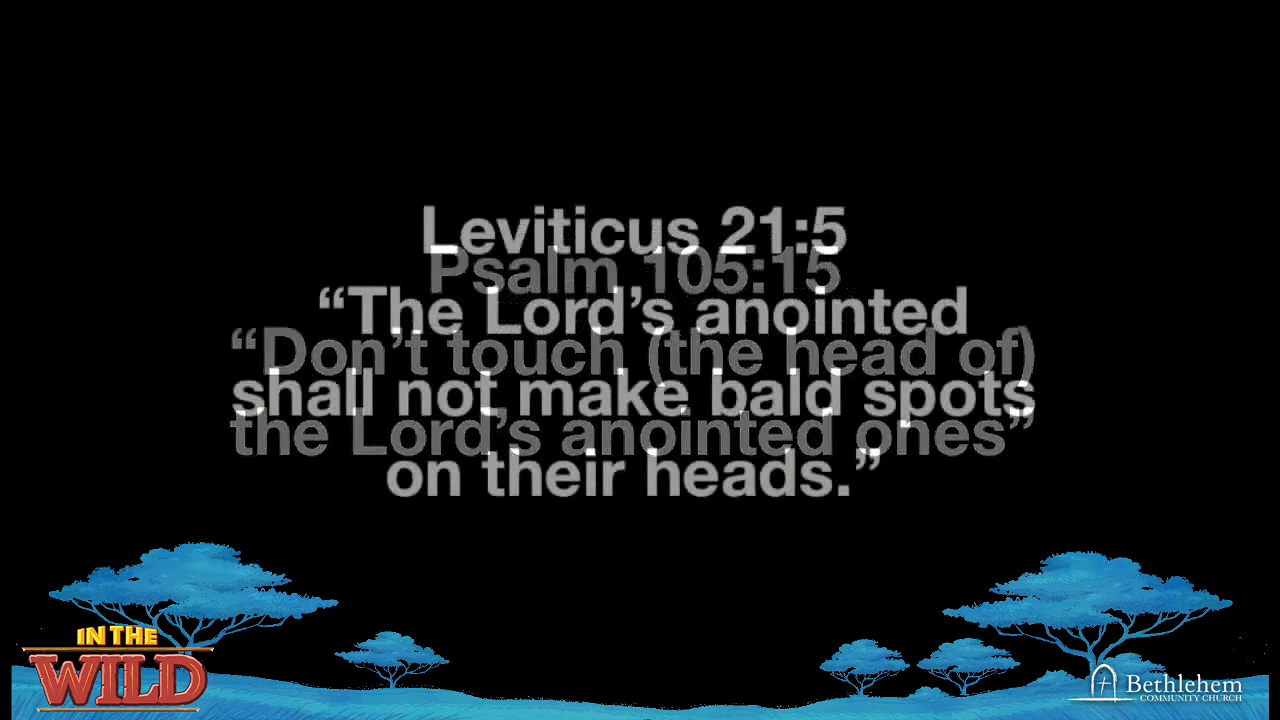 Leviticus 21:5
Psalm 105:15
“The Lord’s anointed
“Don’t touch (the head of)
shall not make bald spots
the Lord’s anointed ones”
on their heads.”
IN THE
WILD
Bethlehem
COMMUNITY CHURCH